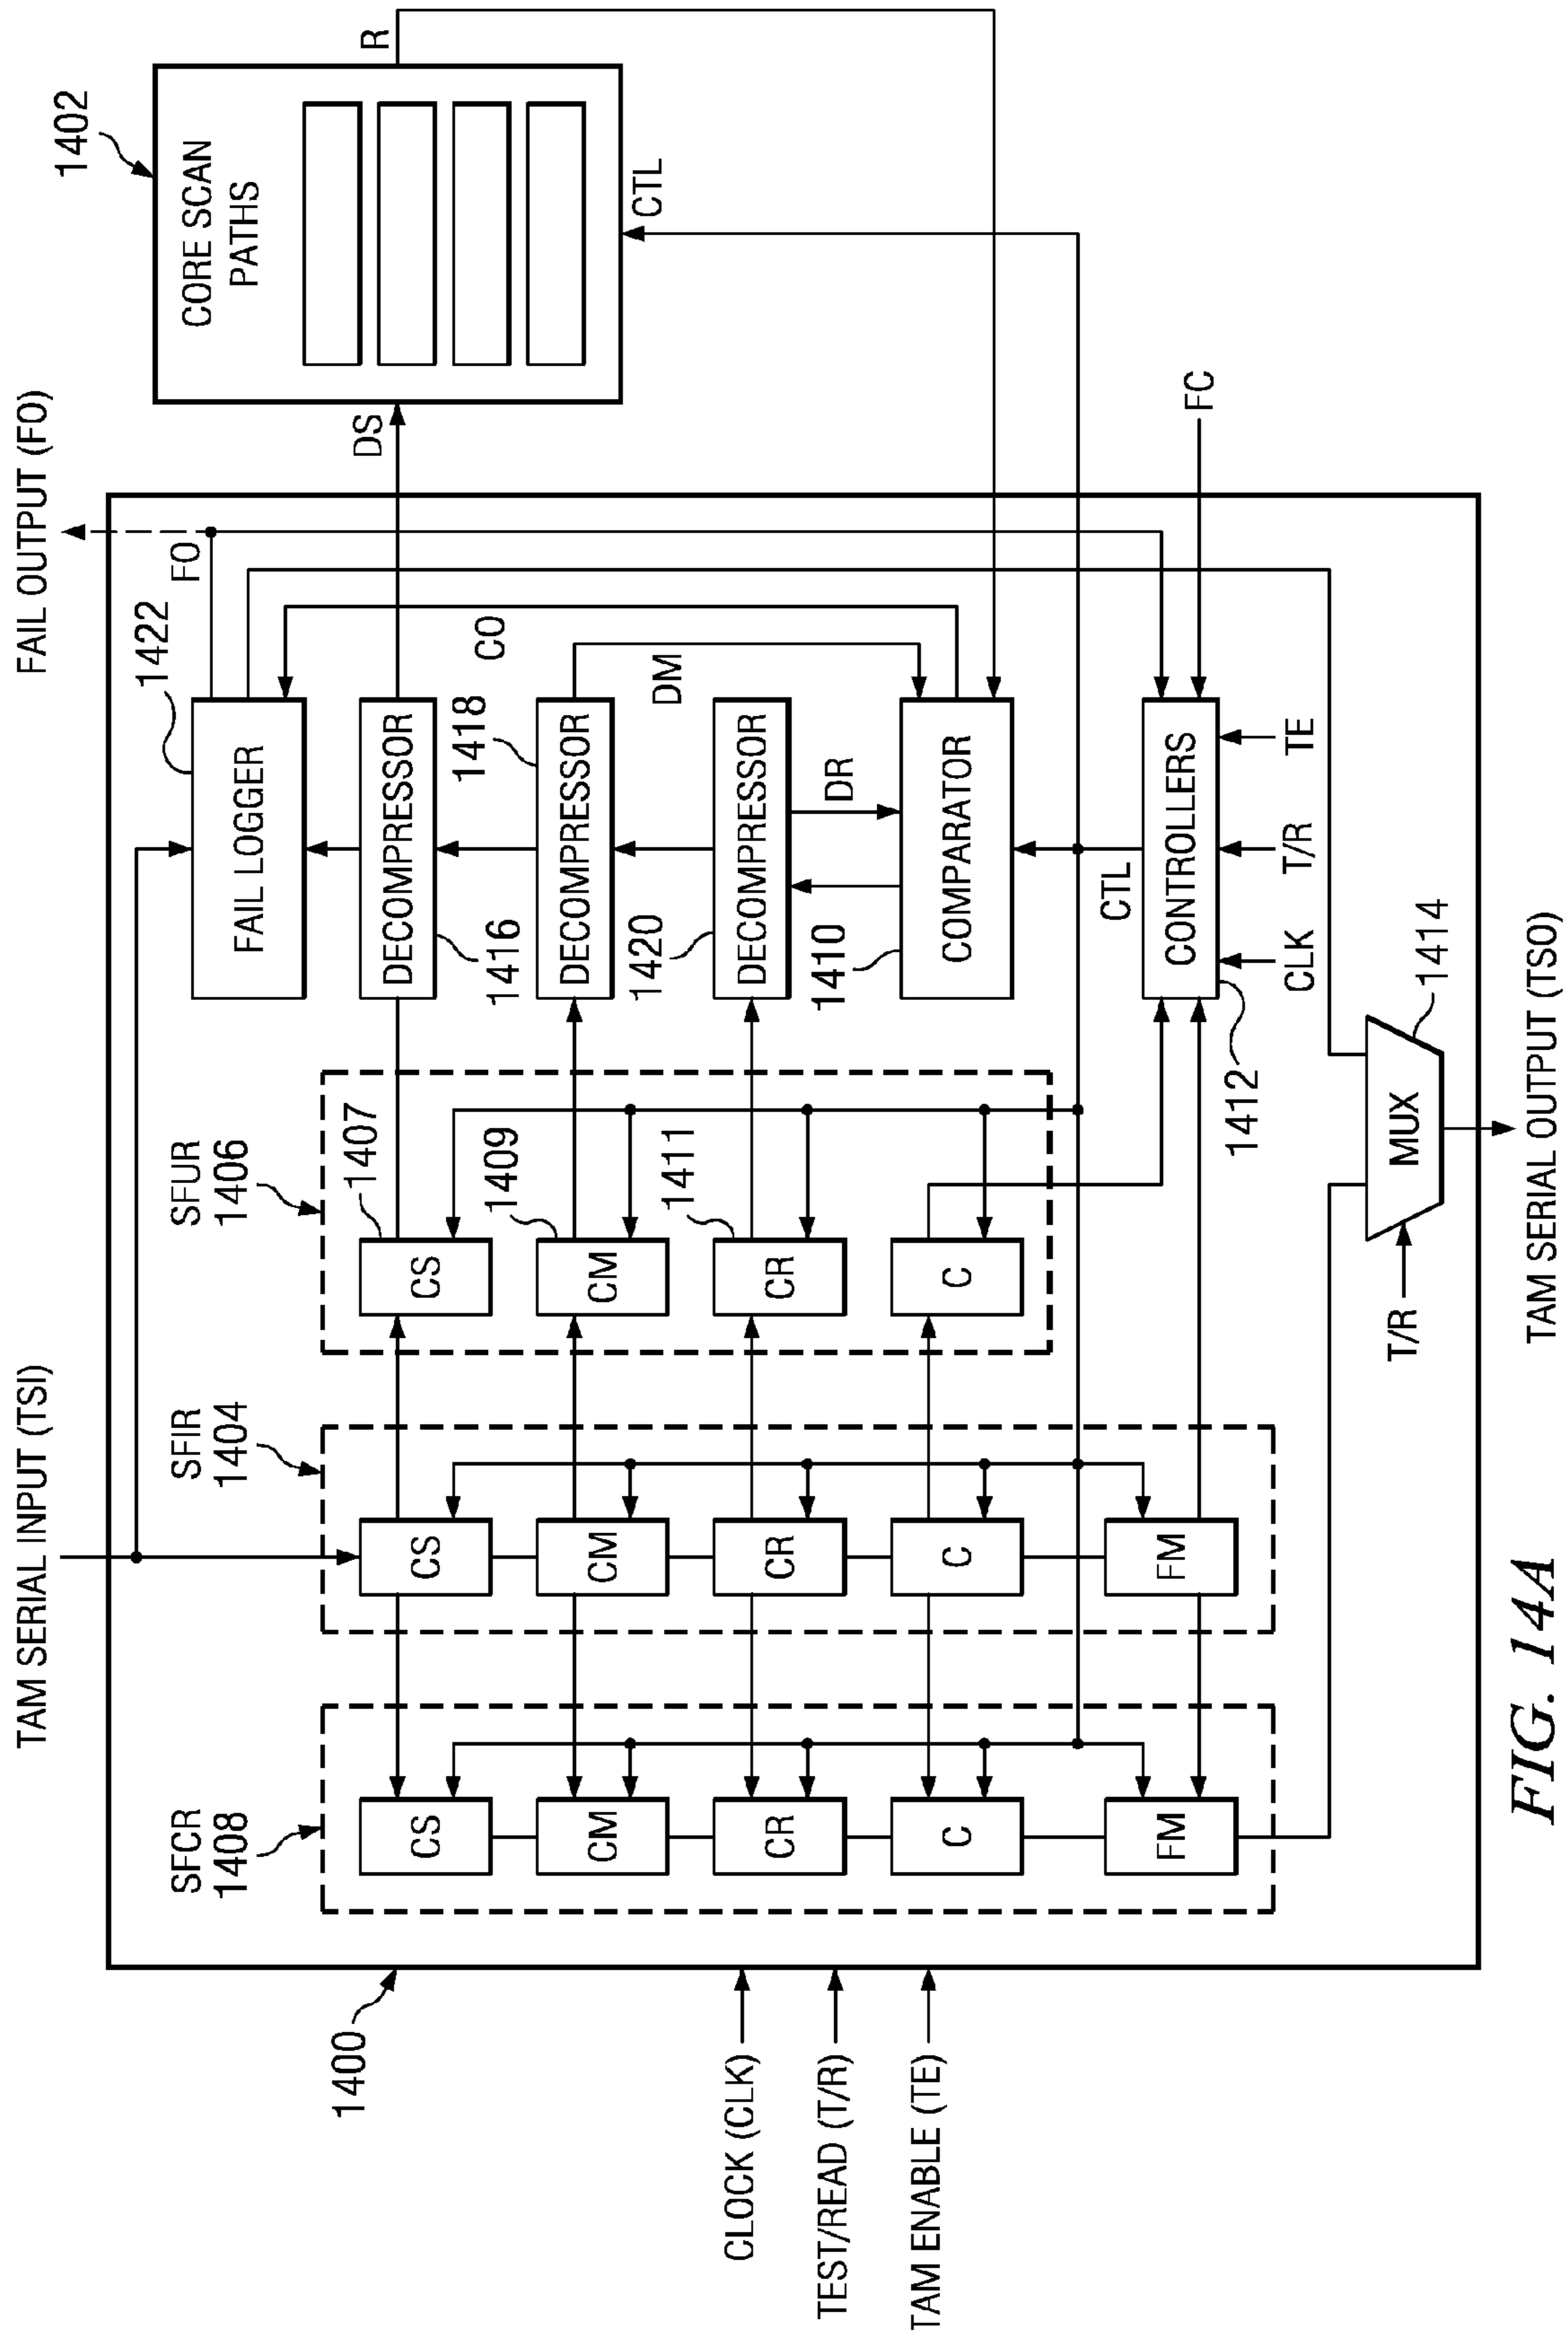 TAM SERIAL INPUT (TSI)
FAIL OUTPUT (FO)
1402
R
CORE SCAN
PATHS
CTL
DS
FO
1422
FAIL LOGGER
CO
DECOMPRESSOR
1416
1418
DECOMPRESSOR
DM
1420
DECOMPRESSOR
DR
1410
COMPARATOR
CTL
CONTROLLERS
1412
FC
CLK
T/R
TE
SFUR
1406
1407
CS
1409
CM
1411
CR
C
SFIR
1404
CS
CM
CR
C
FM
SFCR
1408
CS
CM
CR
C
FM
1400
CLOCK (CLK)
TEST/READ (T/R)
TAM ENABLE (TE)
T/R
MUX
1414
TAM SERIAL OUTPUT (TSO)
FIG. 14A